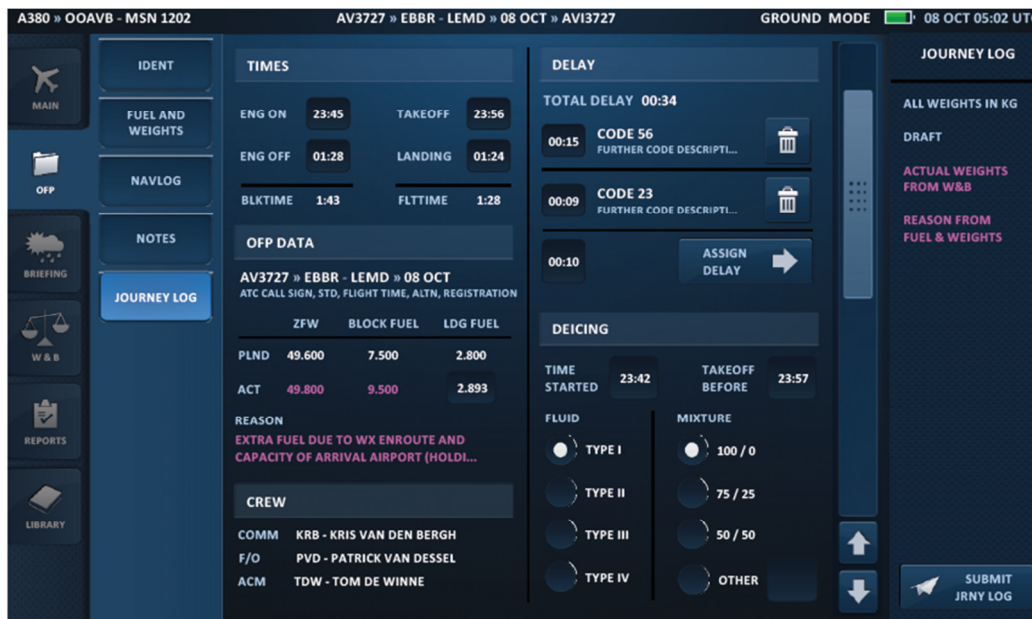 A380 » OOAVB - MSN 1202
AV3727 » EBBR - LEMD » 08 OCT » AVI3727
GROUND MODE
08 OCT 05:02 UT
MAIN
OFP
BRIEFING
W & B
REPORTS
LIBRARY
IDENT
FUEL AND
WEIGHTS
NAVLOG
NOTES
JOURNEY LOG
TIMES
ENG ON 23:45 TAKEOFF 23:56
ENG OFF 01:28 LANDING 01:24
BLKTIME 1:43 FLTTIME 1:28
OFP DATA
AV3727 » EBBR - LEMD » 08 OCT
ATC CALL SIGN, STD, FLIGHT TIME, ALTN, REGISTRATION
ZFW BLOCK FUEL LDG FUEL
PLND 49.600 7.500 2.800
ACT 49.800 9.500 2.893
REASON
EXTRA FUEL DUE TO WX ENROUTE AND
CAPACITY OF ARRIVAL AIRPORT (HOLDI...
CREW
COMM KRB - KRIS VAN DEN BERGH
F/O PVD - PATRICK VAN DESSEL
ACM TDW - TOM DE WINNE
DELAY
TOTAL DELAY 00:34
00:15 CODE 56
FURTHER CODE DESCRIPTI...
00:09 CODE 23
FURTHER CODE DESCRIPTI...
00:10 ASSIGN
DELAY
DEICING
TIME
STARTED 23:42
TAKEOFF
BEFORE 23:57
FLUID MIXTURE
TYPE I 100 / 0
TYPE II 75 / 25
TYPE III 50 / 50
TYPE IV OTHER
JOURNEY LOG
ALL WEIGHTS IN KG
DRAFT
ACTUAL WEIGHTS
FROM W&B
REASON FROM
FUEL & WEIGHTS
SUBMIT
JRNY LOG